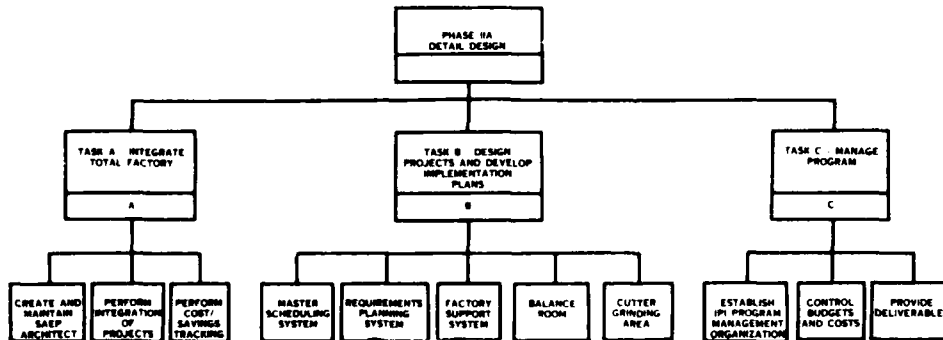 PHASE IIA
DETAIL DESIGN
TASK A INTEGRATE
TOTAL FACTORY
A
TASK B DESIGN
PROJECTS AND DEVELOP
IMPLEMENTATION
PLANS
B
TASK C - MANAGE
PROGRAM
C
CREATE AND
MAINTAIN
SAEP
ARCHITECT
PERFORM
INTEGRATION
OF
PROJECTS
PERFORM
COST/
SAVINGS
TRACKING
MASTER
SCHEDULING
SYSTEM
REQUIREMENTS
PLANNING
SYSTEM
FACTORY
SUPPORT
SYSTEM
BALANCE
ROOM
CUTTER
GRINDING
AREA
ESTABLISH
IPI PROGRAM
MANAGEMENT
ORGANIZATION
CONTROL
BUDGETS
AND COSTS
PROVIDE
DELIVERABLE